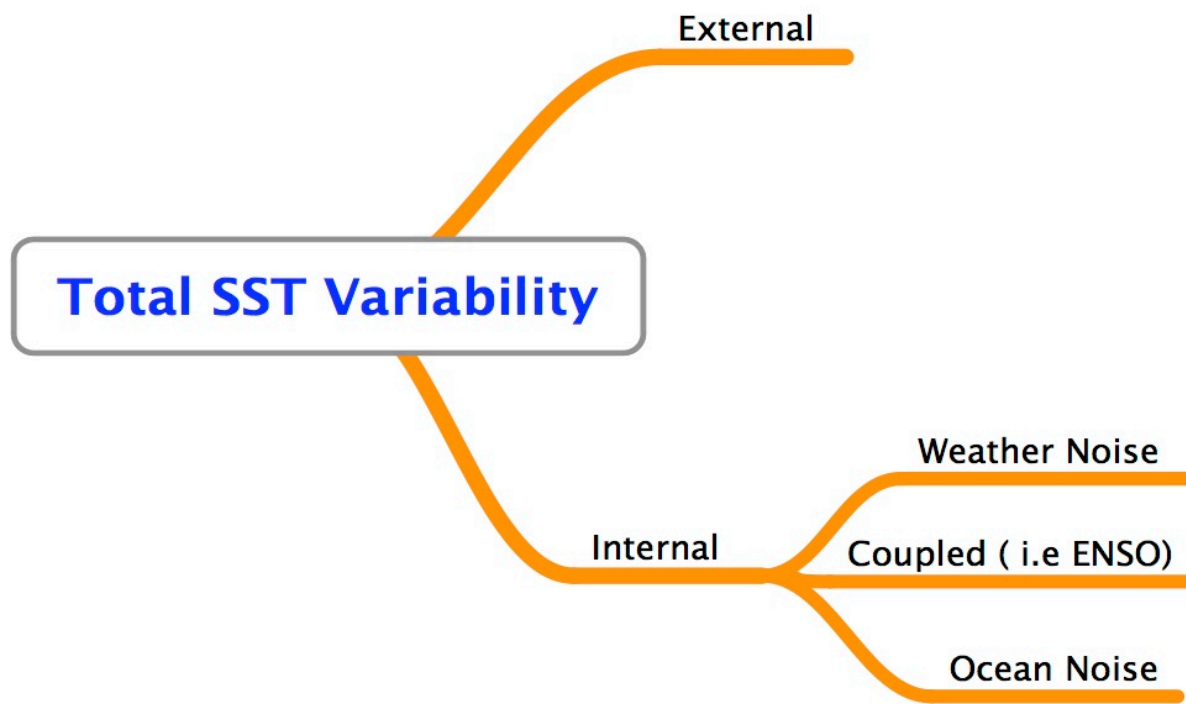 External
Total SST Variability
Weather Noise
Internal
Coupled ( i.e ENSO)
Ocean Noise